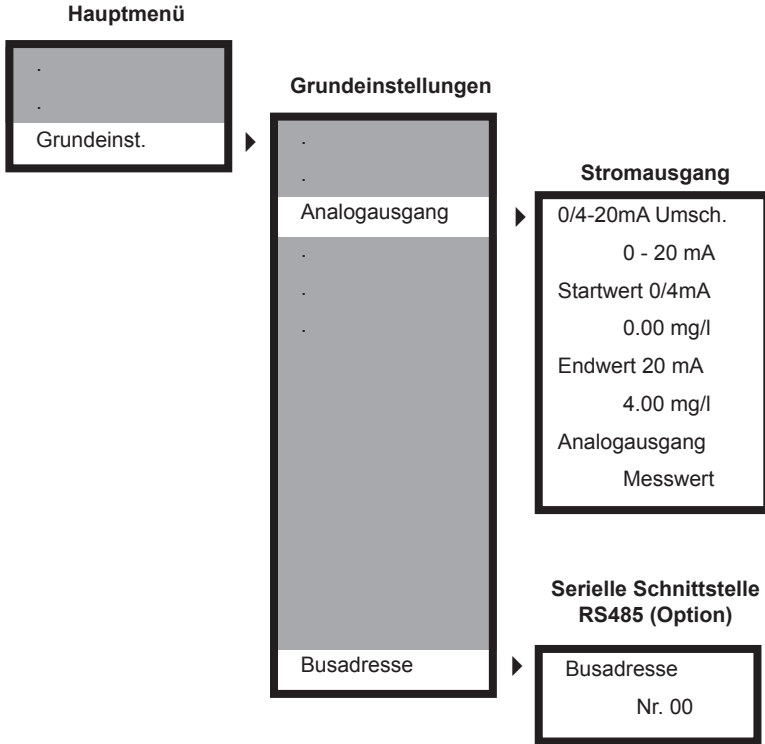 Hauptmenü
.
.
Grundeinst.
Grundeinstellungen
.
.
Analogausgang
.
.
.
Busadresse
Stromausgang
0/4-20mA Umsch.
0 - 20 mA
Startwert 0/4mA
0.00 mg/l
Endwert 20 mA
4.00 mg/l
Analogausgang
Messwert
Serielle Schnittstelle
RS485 (Option)
Busadresse
Nr. 00